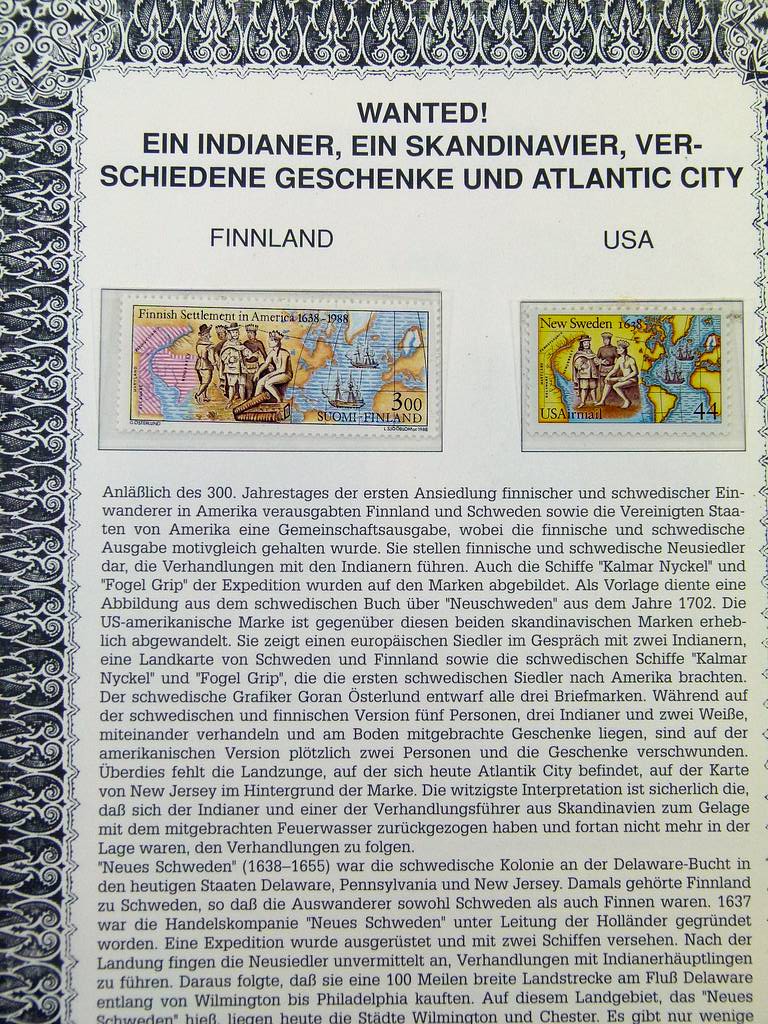 WANTED!
EIN INDIANER, EIN SKANDINAVIER, VER-
SCHIEDENE GESCHENKE UND ATLANTIC CITY
FINNLAND
USA
Finnish Settlement in America 1638–1988
3.00
SUOMI-FINLAND
G.ÖSTERLUND
New Sweden 1638
USAirmail
44
Anläßlich des 300. Jahrestages der ersten Ansiedlung finnischer und schwedischer Ein-
wanderer in Amerika verausgabten Finnland und Schweden sowie die Vereinigten Staa-
ten von Amerika eine Gemeinschaftsausgabe, wobei die finnische und schwedische
Ausgabe motivgleich gehalten wurde. Sie stellen finnische und schwedische Neusiedler
dar, die Verhandlungen mit den Indianern führen. Auch die Schiffe "Kalmar Nyckel" und
"Fogel Grip" der Expedition wurden auf den Marken abgebildet. Als Vorlage diente eine
Abbildung aus dem schwedischen Buch über "Neuschweden" aus dem Jahre 1702. Die
US-amerikanische Marke ist gegenüber diesen beiden skandinavischen Marken erheb-
lich abgewandelt. Sie zeigt einen europäischen Siedler im Gespräch mit zwei Indianern,
eine Landkarte von Schweden und Finnland sowie die schwedischen Schiffe "Kalmar
Nyckel" und "Fogel Grip", die die ersten schwedischen Siedler nach Amerika brachten.
Der schwedische Grafiker Goran Österlund entwarf alle drei Briefmarken. Während auf
der schwedischen und finnischen Version fünf Personen, drei Indianer und zwei Weiße,
miteinander verhandeln und am Boden mitgebrachte Geschenke liegen, sind auf der
amerikanischen Version plötzlich zwei Personen und die Geschenke verschwunden.
Überdies fehlt die Landzunge, auf der sich heute Atlantik City befindet, auf der Karte
von New Jersey im Hintergrund der Marke. Die witzigste Interpretation ist sicherlich die,
daß sich der Indianer und einer der Verhandlungsführer aus Skandinavien zum Gelage
mit dem mitgebrachten Feuerwasser zurückgezogen haben und fortan nicht mehr in der
Lage waren, den Verhandlungen zu folgen.
"Neues Schweden" (1638–1655) war die schwedische Kolonie an der Delaware-Bucht in
den heutigen Staaten Delaware, Pennsylvania und New Jersey. Damals gehörte Finnland
zu Schweden, so daß die Auswanderer sowohl Schweden als auch Finnen waren. 1637
war die Handelskompanie "Neues Schweden" unter Leitung der Holländer gegründet
worden. Eine Expedition wurde ausgerüstet und mit zwei Schiffen versehen. Nach der
Landung fingen die Neusiedler unvermittelt an, Verhandlungen mit Indianerhäuptlingen
zu führen. Daraus folgte, daß sie eine 100 Meilen breite Landstrecke am Fluß Delaware
entlang von Wilmington bis Philadelphia kauften. Auf diesem Landgebiet, das "Neues
Schweden" hieß, liegen heute die Städte Wilmington und Chester. Es gibt nur wenige